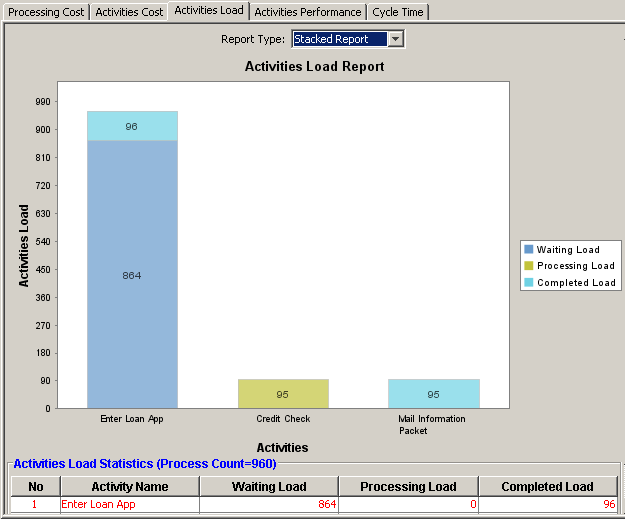 Processing Cost Activities Cost Activities Load Activities Performance Cycle Time
Report Type: Stacked Report
Activities Load Report
990
900
810
720
630
540
450
360
270
180
90
0
Activities Load
96
864
95
95
Enter Loan App Credit Check Mail Information
Packet
Activities
Waiting Load
Processing Load
Completed Load
Activities Load Statistics (Process Count=960)
No Activity Name Waiting Load Processing Load Completed Load
1 Enter Loan App 864 0 96